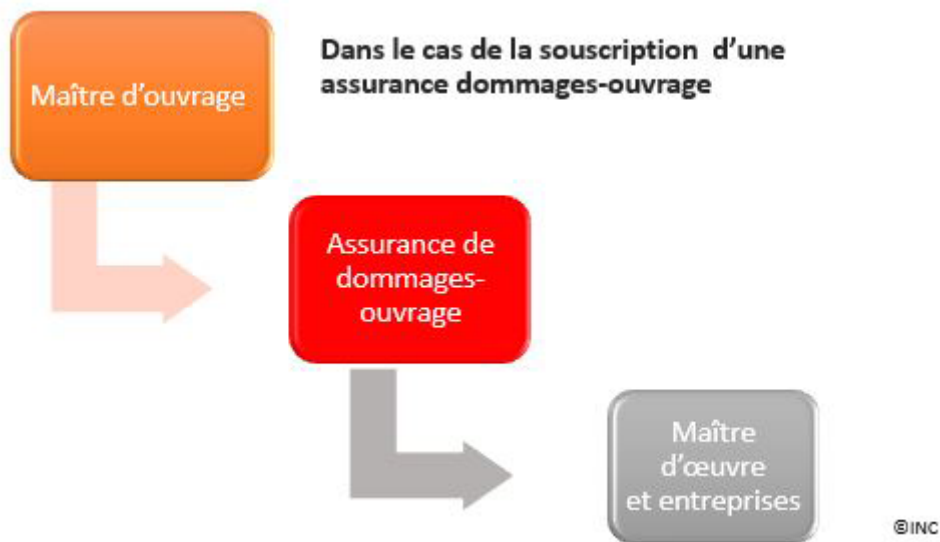 Dans le cas de la souscription d’une
assurance dommages-ouvrage
Maître d’ouvrage
Assurance de
dommages-
ouvrage
Maître
d’œuvre
et entreprises
©INC